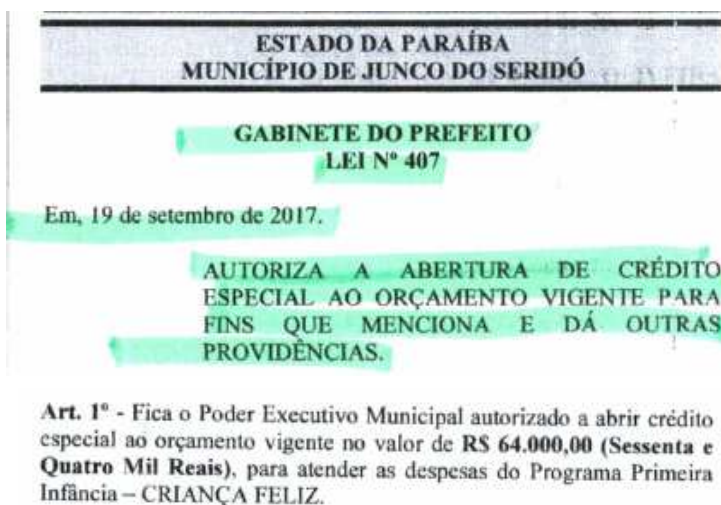 ESTADO DA PARAÍBA
MUNICÍPIO DE JUNCO DO SERIDÓ
GABINETE DO PREFEITO
LEI Nº 407
Em, 19 de setembro de 2017.
AUTORIZA A ABERTURA DE CRÉDITO
ESPECIAL AO ORÇAMENTO VIGENTE PARA
FINS QUE MENCIONA E DÁ OUTRAS
PROVIDÊNCIAS.
Art. 1º - Fica o Poder Executivo Municipal autorizado a abrir crédito
especial ao orçamento vigente no valor de R$ 64.000,00 (Sessenta e
Quatro Mil Reais), para atender as despesas do Programa Primeira
Infância – CRIANÇA FELIZ.